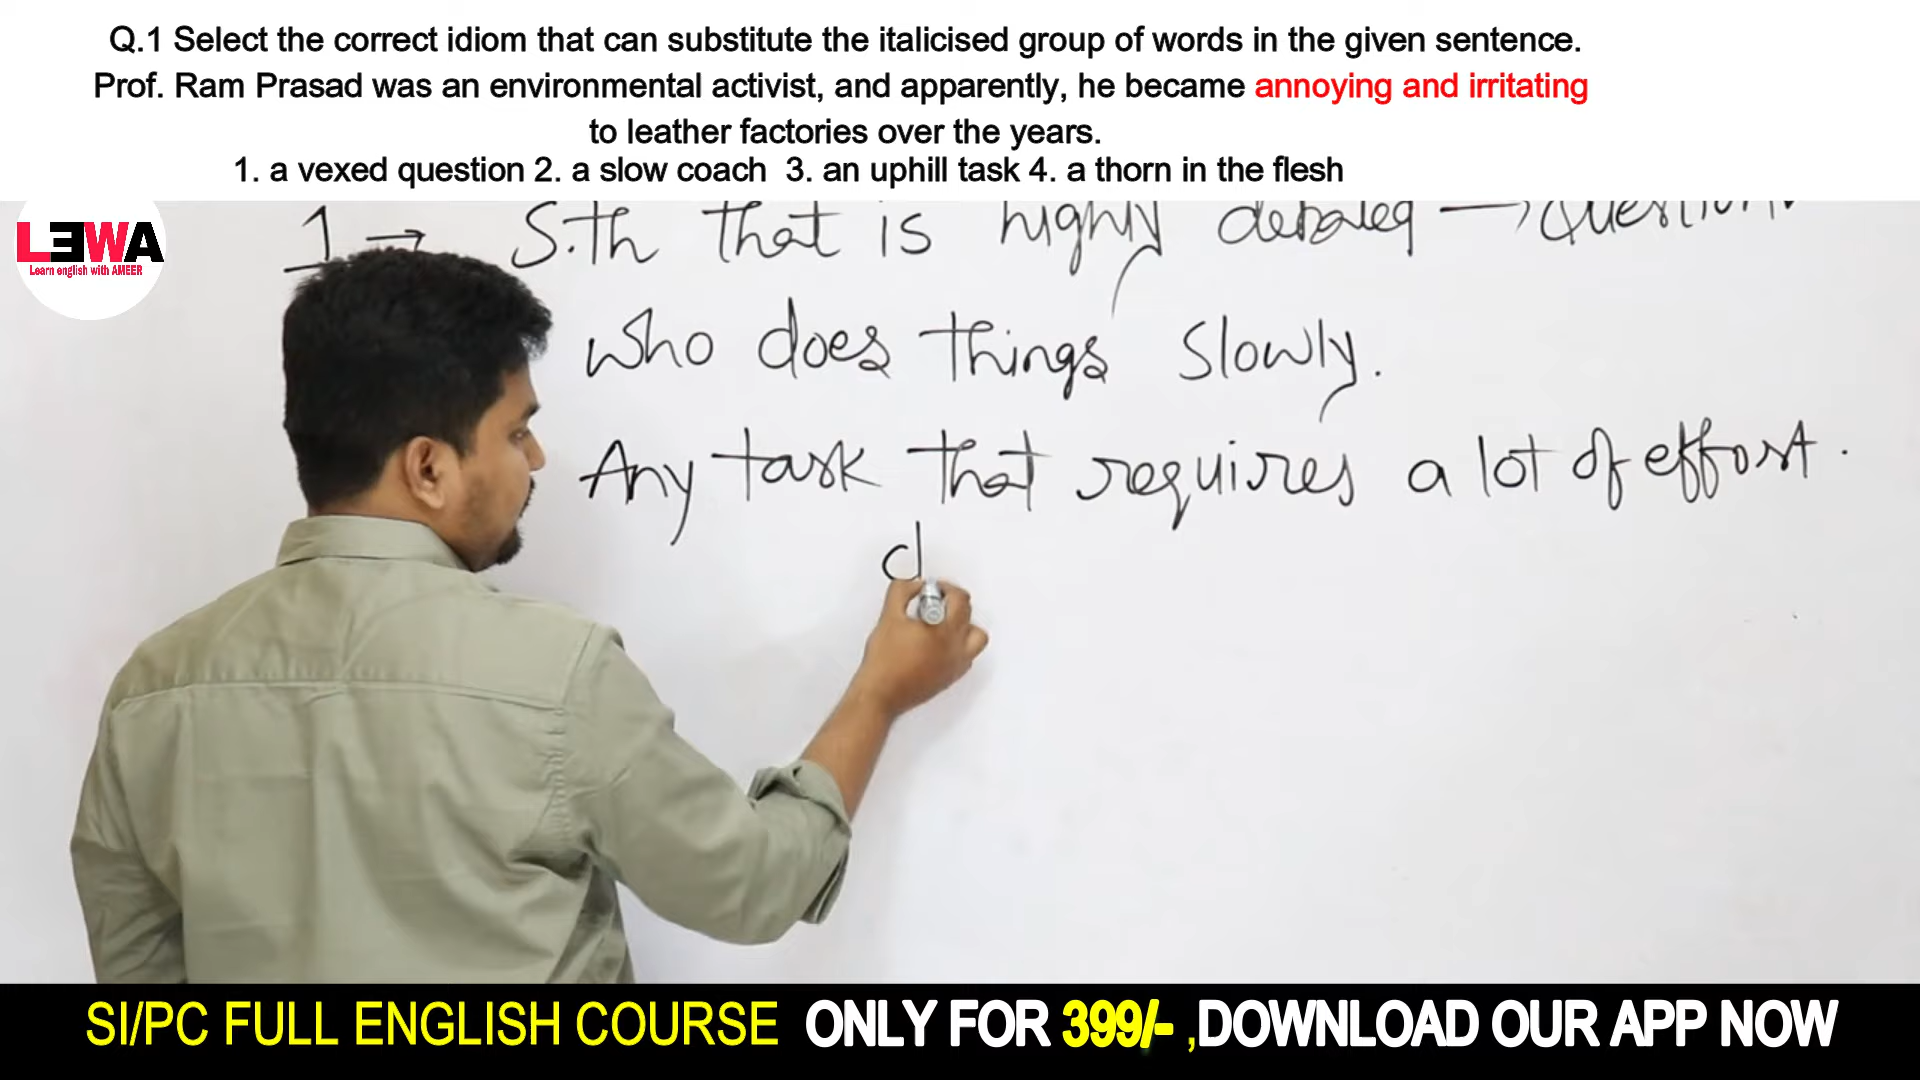 Q.1 Select the correct idiom that can substitute the italicised group of words in the given sentence.
Prof. Ram Prasad was an environmental activist, and apparently, he became annoying and irritating
to leather factories over the years.
1. a vexed question 2. a slow coach 3. an uphill task 4. a thorn in the flesh
LEWA
Learn english with AMEER
1 → S.th that is highly debated → Question.
who does things slowly.
Any task that requires a lot of effort.
d
SI/PC FULL ENGLISH COURSE ONLY FOR 399/- ,DOWNLOAD OUR APP NOW